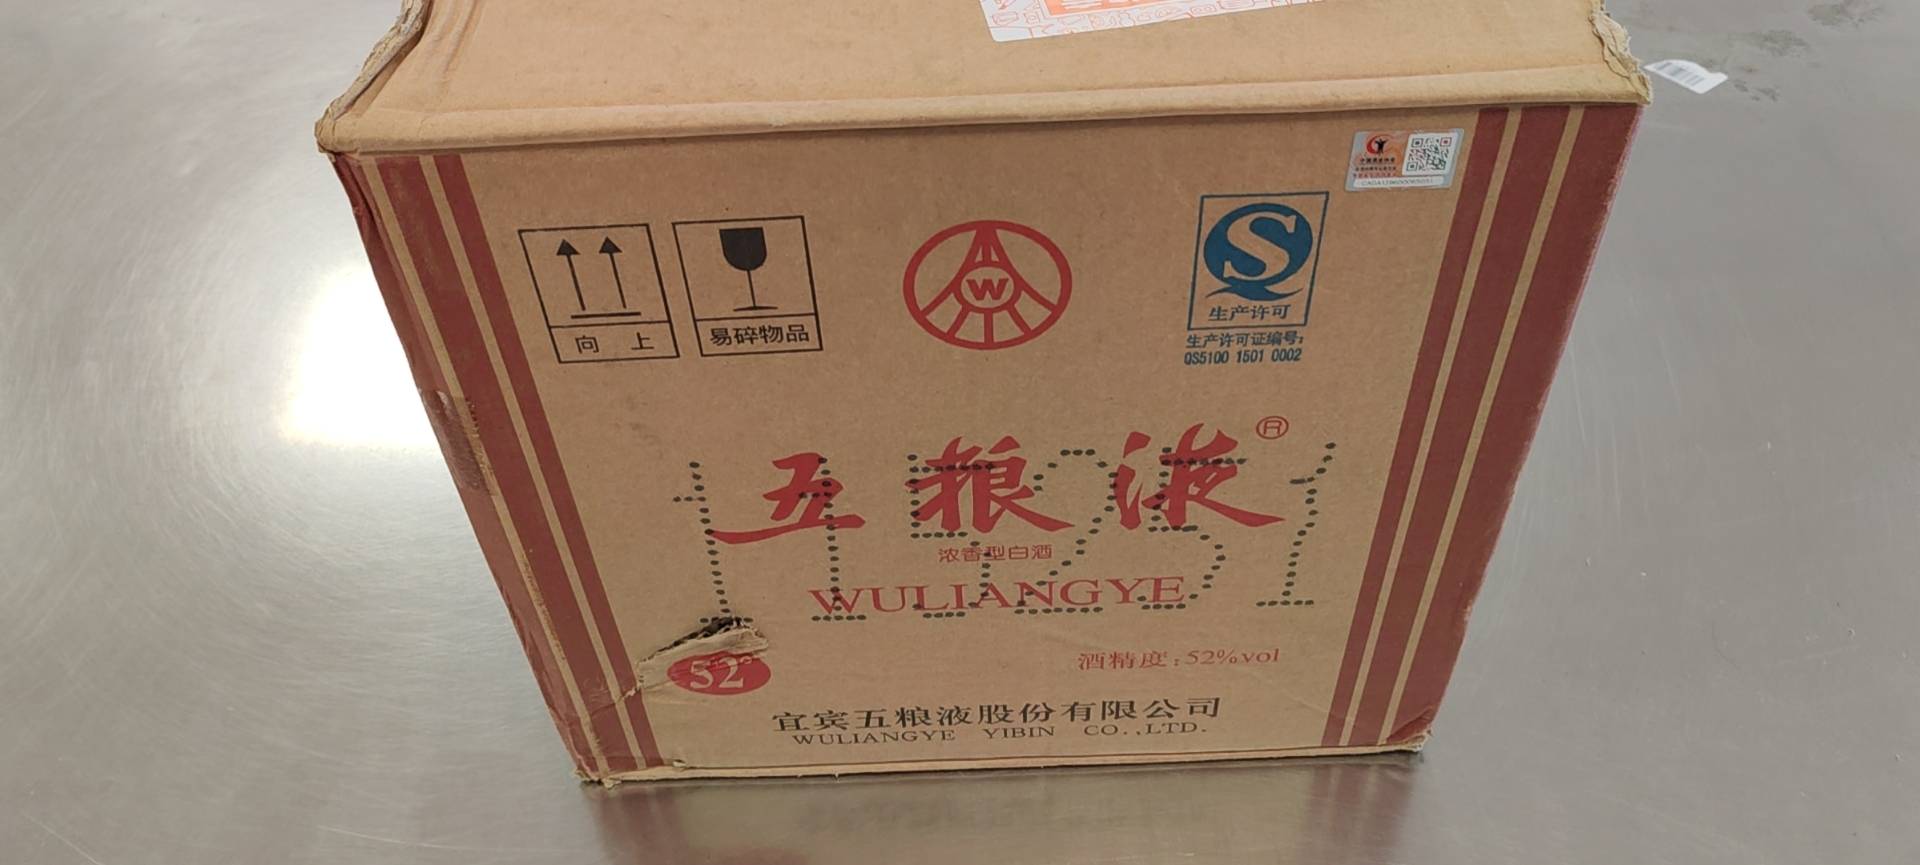 向 上
易碎物品
W
S
生产许可
生产许可证编号:
QS5100 1501 0002
五粮液®
浓香型白酒
WULIANGYE
52
酒精度:52%vol
宜宾五粮液股份有限公司
WULIANGYE YIBIN CO.,LTD.